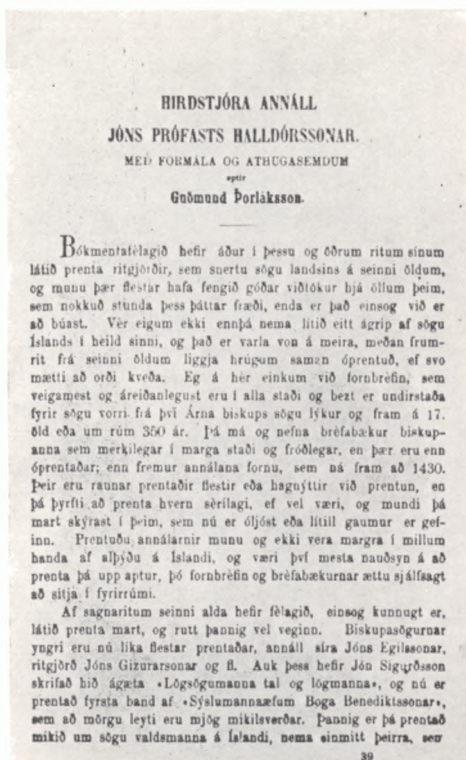 HIRDSTJÓRA ANNÁLL
JÓNS PRÓFASTS HALLDÓRSSONAR.
MEÐ FORMÁLA OG ATHUGASEMDUM
eptir
Guðmund Þorláksson.
Bókmentafèlagið hefir áður i þessu og öðrum ritum sínum
látið prenta ritgjörðir, sem snertu sögu landsins á seinni öldum,
og munu þær flestar hafa fengið góðar viðtökur hjá öllum þeim,
sem nokkuð stunda þess þáttar fræði, enda er það einsog við er
að búast. Vèr eigum ekki ennþá nema lítið eitt ágrip af sögu
Íslands í heild sinni, og það er varla von á meira, meðan frum-
rit frá seinni öldum liggja hrúgum saman óprentuð, ef svo
mætti að orði kveða. Eg á hèr einkum við fornbrèfin, sem
veigamest og áreiðanlegust eru í alla staði og bezt er undirstaða
fyrir sögu vorri frá því Árna biskups sögu lýkur og fram á 17.
öld eða um rúm 350 ár. Þá má og nefna brèfabækur biskup-
anna sem merkilegar í marga staði og fróðlegar, en þær eru enn
óprentaðar; enn fremur annálana fornu, sem ná fram að 1430.
Þeir eru raunar prentaðir flestir eða hagnýttir við prentun, en
þá þyrfti að prenta hvern sèrílagi, ef vel væri, og mundi þá
mart skýrast í þeim, sem nú er óljóst eða lítill gaumur er gef-
inn. Prentuðu annálarnir munu og ekki vera margra í millum
handa af alþýðu á Íslandi, og væri því mesta nauðsyn á að
prenta þá upp aptur, þó fornbrèfin og brèfabækurnar ættu sjálfsagt
að sitja í fyrirrúmi.
Af sagnaritum seinni alda hefir fèlagið, einsog kunnugt er,
látið prenta mart, og rutt þannig vel veginn. Biskupasögurnar
yngri eru nú líka flestar prentaðar, annáll síra Jóns Egilssonar,
ritgjörð Jóns Gizurarsonar og fl. Auk þess hefir Jón Sigurðsson
skrifað hið ágæta «Lögsögumanna tal og lögmanna», og nú er
prentað fyrsta band af «Sýslumannaæfum Boga Benediktssonar»,
sem að mörgu leyti eru mjög mikilsverðar. Þannig er þá prentað
mikið um sögu valdsmanna á Íslandi, nema einmitt þeirra, sem
39